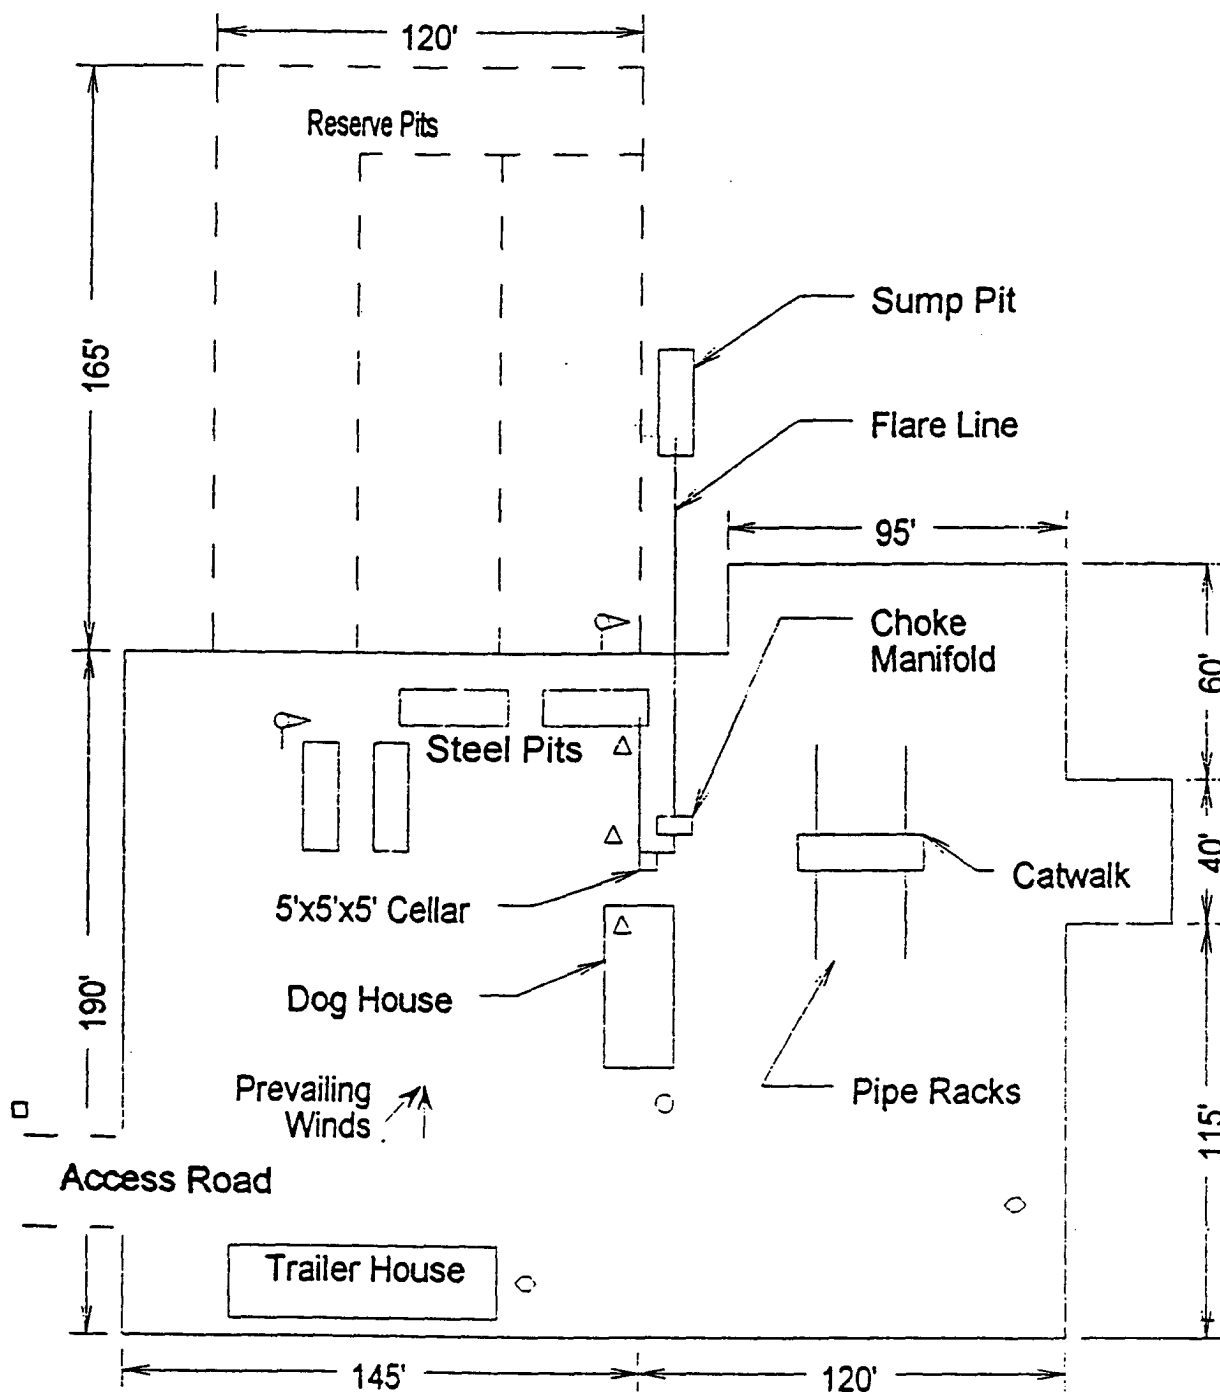 120'
Reserve Pits
165'
Sump Pit
Flare Line
95'
Choke
Manifold
60'
Steel Pits
40'
Catwalk
5'x5'x5' Cellar
190'
Dog House
Prevailing
Winds
Pipe Racks
115'
Access Road
Trailer House
145'
120'